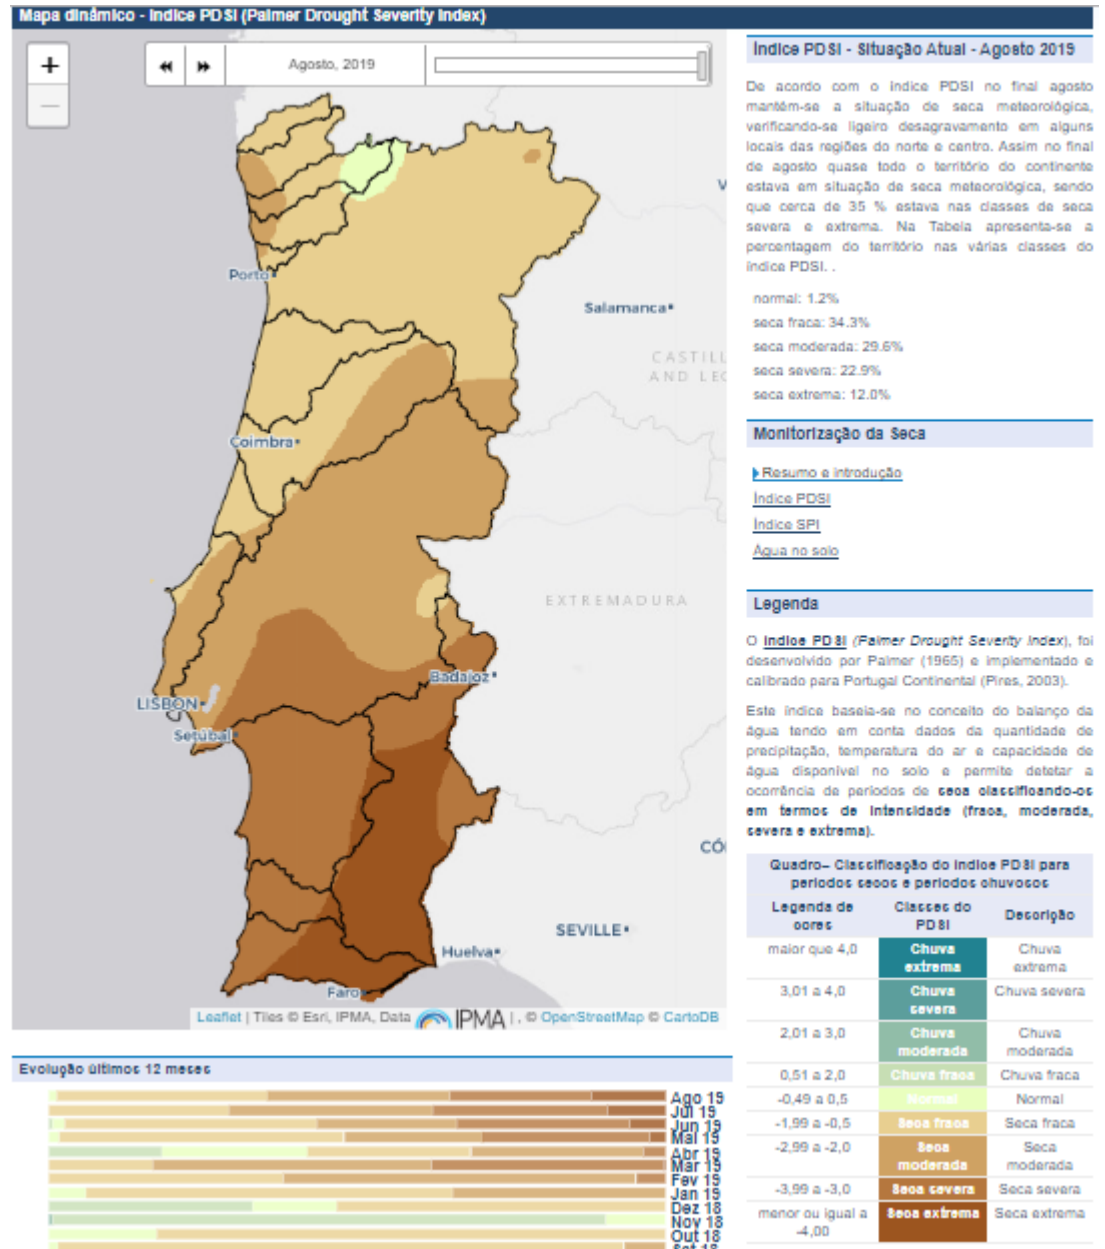 Mapa dinâmico - Indice PDSI (Palmer Drought Severity Index)
+
Agosto, 2019
−
Porto
Salamanca
CASTILL
AND LEC
Coimbra
EXTREMADURA
Badajoz
LISBON
Setúbal
CÓ
SEVILLE
Huelva
Faro
V
Leaflet | Tiles © Esri, IPMA, Data IPMA | , © OpenStreetMap © CartoDB
Evolução últimos 12 meses
Ago 19
Jul 19
Jun 19
Mai 19
Abr 19
Mar 19
Fev 19
Jan 19
Dez 18
Nov 18
Out 18
Set 18
Índice PDSI - Situação Atual - Agosto 2019
De acordo com o índice PDSI no final agosto
mantém-se a situação de seca meteorológica,
verificando-se ligeiro desagravamento em alguns
locais das regiões do norte e centro. Assim no final
de agosto quase todo o território do continente
estava em situação de seca meteorológica, sendo
que cerca de 35 % estava nas classes de seca
severa e extrema. Na Tabela apresenta-se a
percentagem do território nas várias classes do
índice PDSI. .
normal: 1.2%
seca fraca: 34.3%
seca moderada: 29.6%
seca severa: 22.9%
seca extrema: 12.0%
Monitorização da Seca
Resumo e introdução
Índice PDSI
Índice SPI
Água no solo
Legenda
O índice PDSI (Palmer Drought Severity Index), foi
desenvolvido por Palmer (1965) e implementado e
calibrado para Portugal Continental (Pires, 2003).
Este índice baseia-se no conceito do balanço da
água tendo em conta dados da quantidade de
precipitação, temperatura do ar e capacidade de
água disponível no solo e permite detetar a
ocorrência de períodos de seca classificando-os
em termos de intensidade (fraca, moderada,
severa e extrema).
Quadro– Classificação do índice PDSI para
períodos secos e períodos chuvosos
Legenda de cores Classes do PDSI Descrição
maior que 4,0 Chuva extrema Chuva extrema
3,01 a 4,0 Chuva severa Chuva severa
2,01 a 3,0 Chuva moderada Chuva moderada
0,51 a 2,0 Chuva fraca Chuva fraca
-0,49 a 0,5 Normal Normal
-1,99 a -0,5 Seca fraca Seca fraca
-2,99 a -2,0 Seca moderada Seca moderada
-3,99 a -3,0 Seca severa Seca severa
menor ou igual a -4,00 Seca extrema Seca extrema